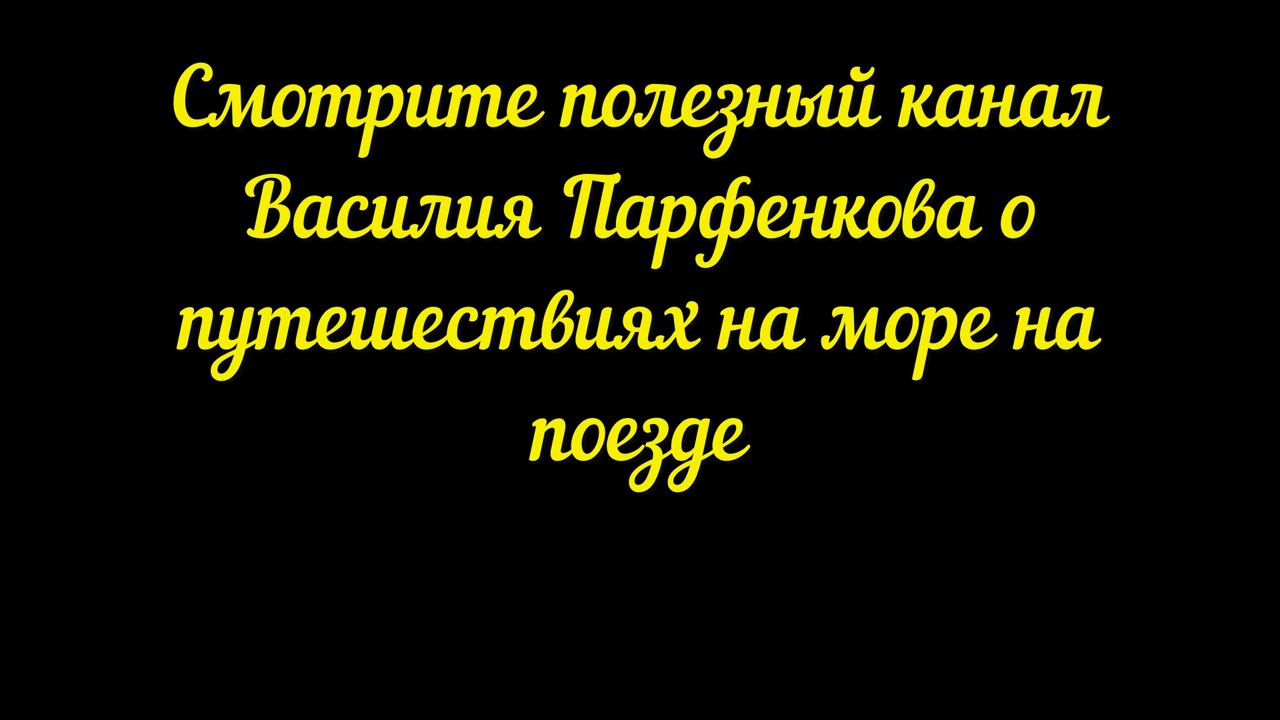 Смотрите полезный канал
Василия Парфенкова о
путешествиях на море на
поезде